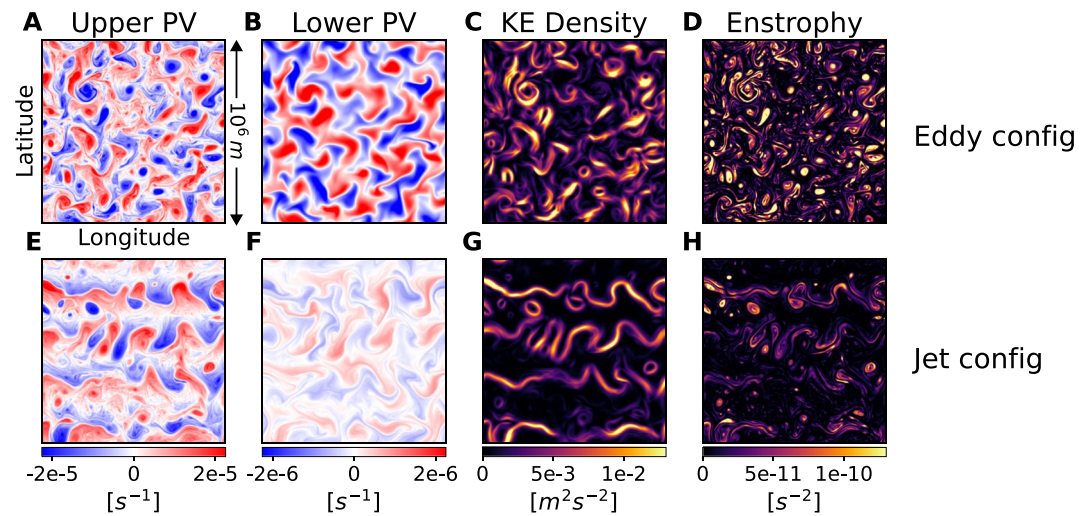 A Upper PV
B Lower PV
C KE Density
D Enstrophy
Latitude
10^6 m
Eddy config
Longitude
E
F
G
H
Jet config
-2e-5 0 2e-5
[s^{-1}]
-2e-6 0 2e-6
[s^{-1}]
0 5e-3 1e-2
[m^2s^{-2}]
0 5e-11 1e-10
[s^{-2}]